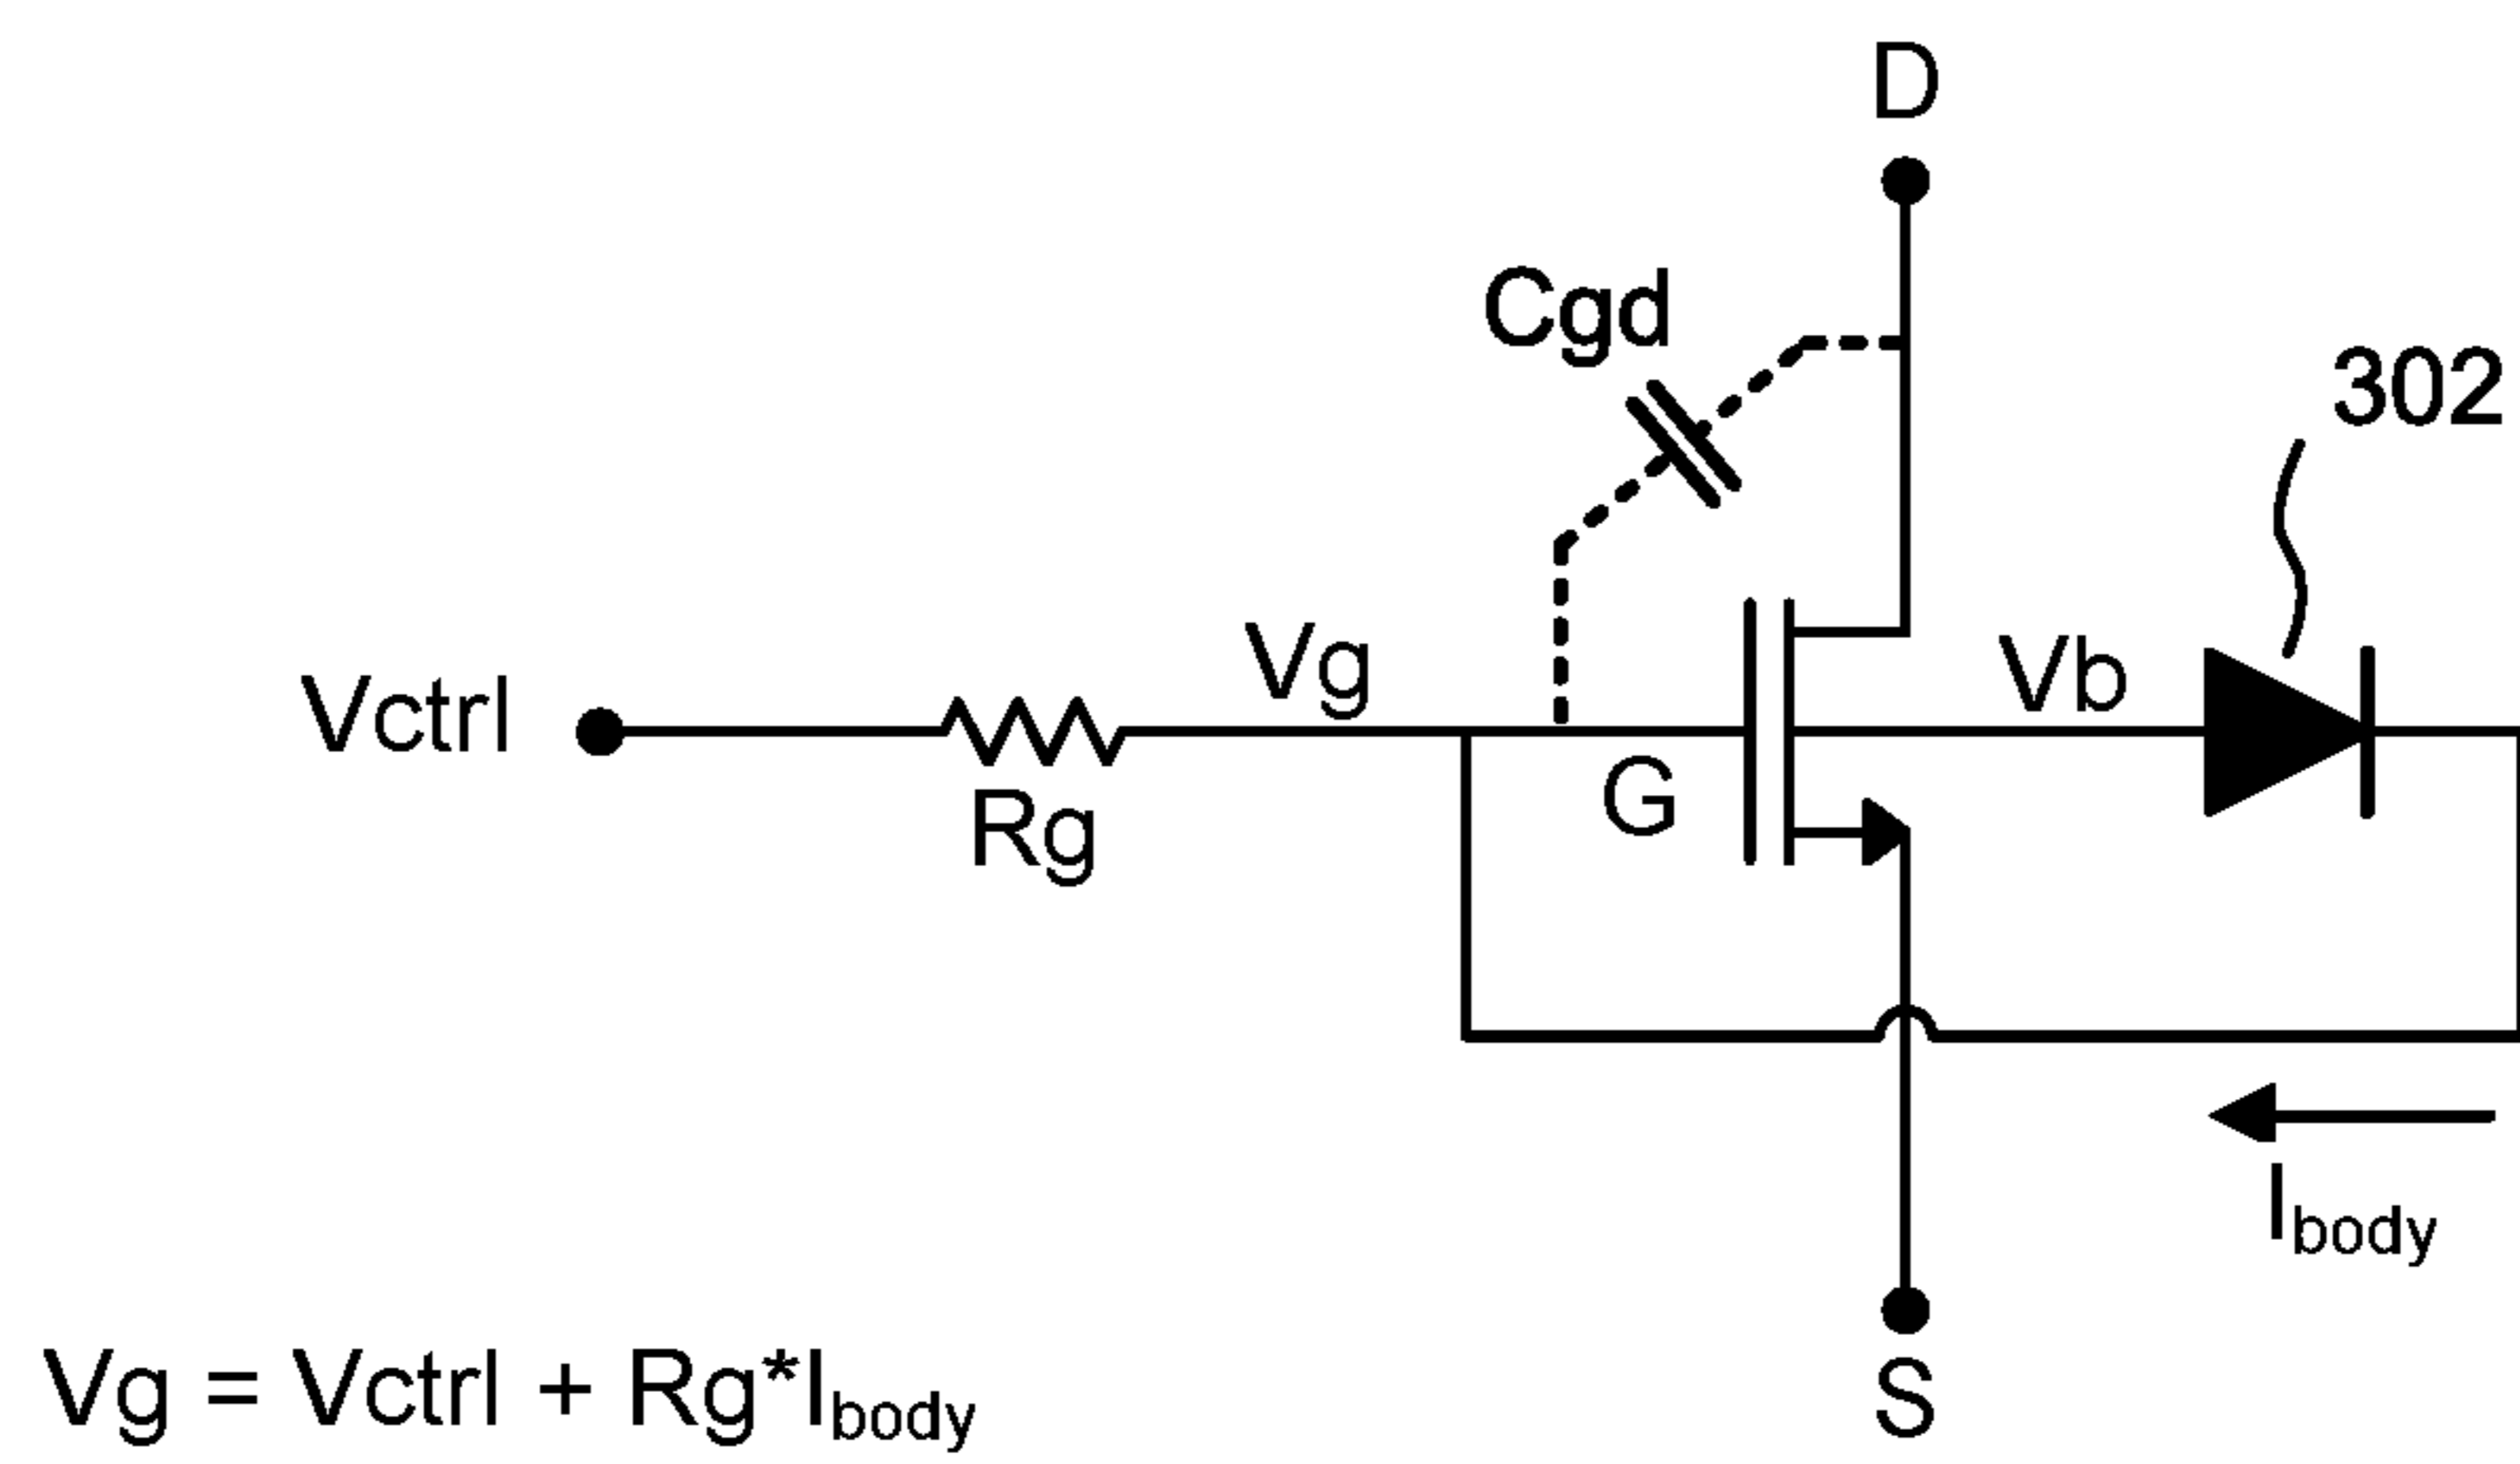 D
Cgd
302
Vctrl
Vg
Vb
Rg
G
Ibody
S
Vg = Vctrl + Rg*Ibody